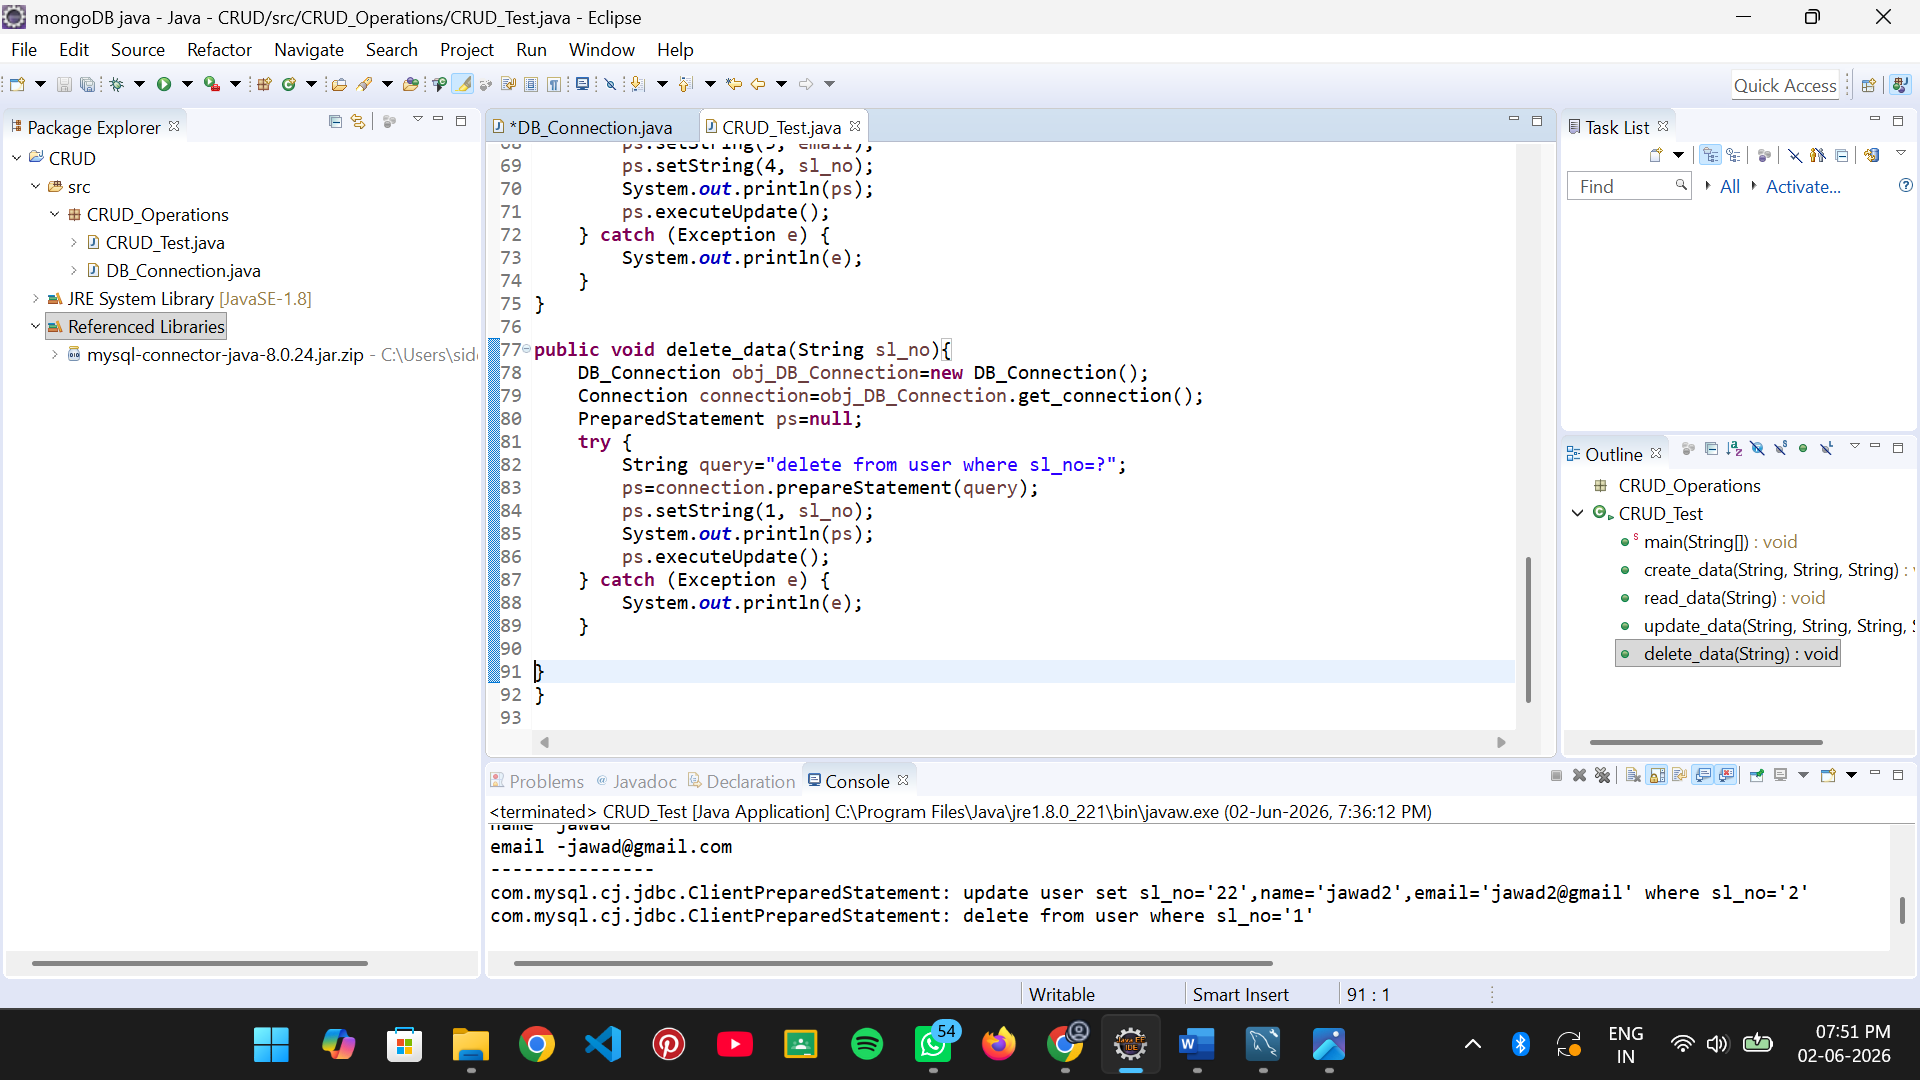 mongoDB java - Java - CRUD/src/CRUD_Operations/CRUD_Test.java - Eclipse
File Edit Source Refactor Navigate Search Project Run Window Help
Quick Access
Package Explorer
CRUD
src
CRUD_Operations
CRUD_Test.java
DB_Connection.java
JRE System Library [JavaSE-1.8]
Referenced Libraries
mysql-connector-java-8.0.24.jar.zip - C:\Users\sid
*DB_Connection.java
CRUD_Test.java
68 ps.setString(3, email);
69 ps.setString(4, sl_no);
70 System.out.println(ps);
71 ps.executeUpdate();
72 } catch (Exception e) {
73 System.out.println(e);
74 }
75 }
76
77 public void delete_data(String sl_no){
78 DB_Connection obj_DB_Connection=new DB_Connection();
79 Connection connection=obj_DB_Connection.get_connection();
80 PreparedStatement ps=null;
81 try {
82 String query="delete from user where sl_no=?";
83 ps=connection.prepareStatement(query);
84 ps.setString(1, sl_no);
85 System.out.println(ps);
86 ps.executeUpdate();
87 } catch (Exception e) {
88 System.out.println(e);
89 }
90
91 }
92 }
93
Task List
Find All Activate...
Outline
CRUD_Operations
CRUD_Test
main(String[]) : void
create_data(String, String, String) :
read_data(String) : void
update_data(String, String, String,
delete_data(String) : void
Problems Javadoc Declaration Console
<terminated> CRUD_Test [Java Application] C:\Program Files\Java\jre1.8.0_221\bin\javaw.exe (02-Jun-2026, 7:36:12 PM)
name -jawad
email -jawad@gmail.com
---------------
com.mysql.cj.jdbc.ClientPreparedStatement: update user set sl_no='22',name='jawad2',email='jawad2@gmail' where sl_no='2'
com.mysql.cj.jdbc.ClientPreparedStatement: delete from user where sl_no='1'
Writable Smart Insert 91 : 1
54
Java EE
IDE
ENG
IN
07:51 PM
02-06-2026